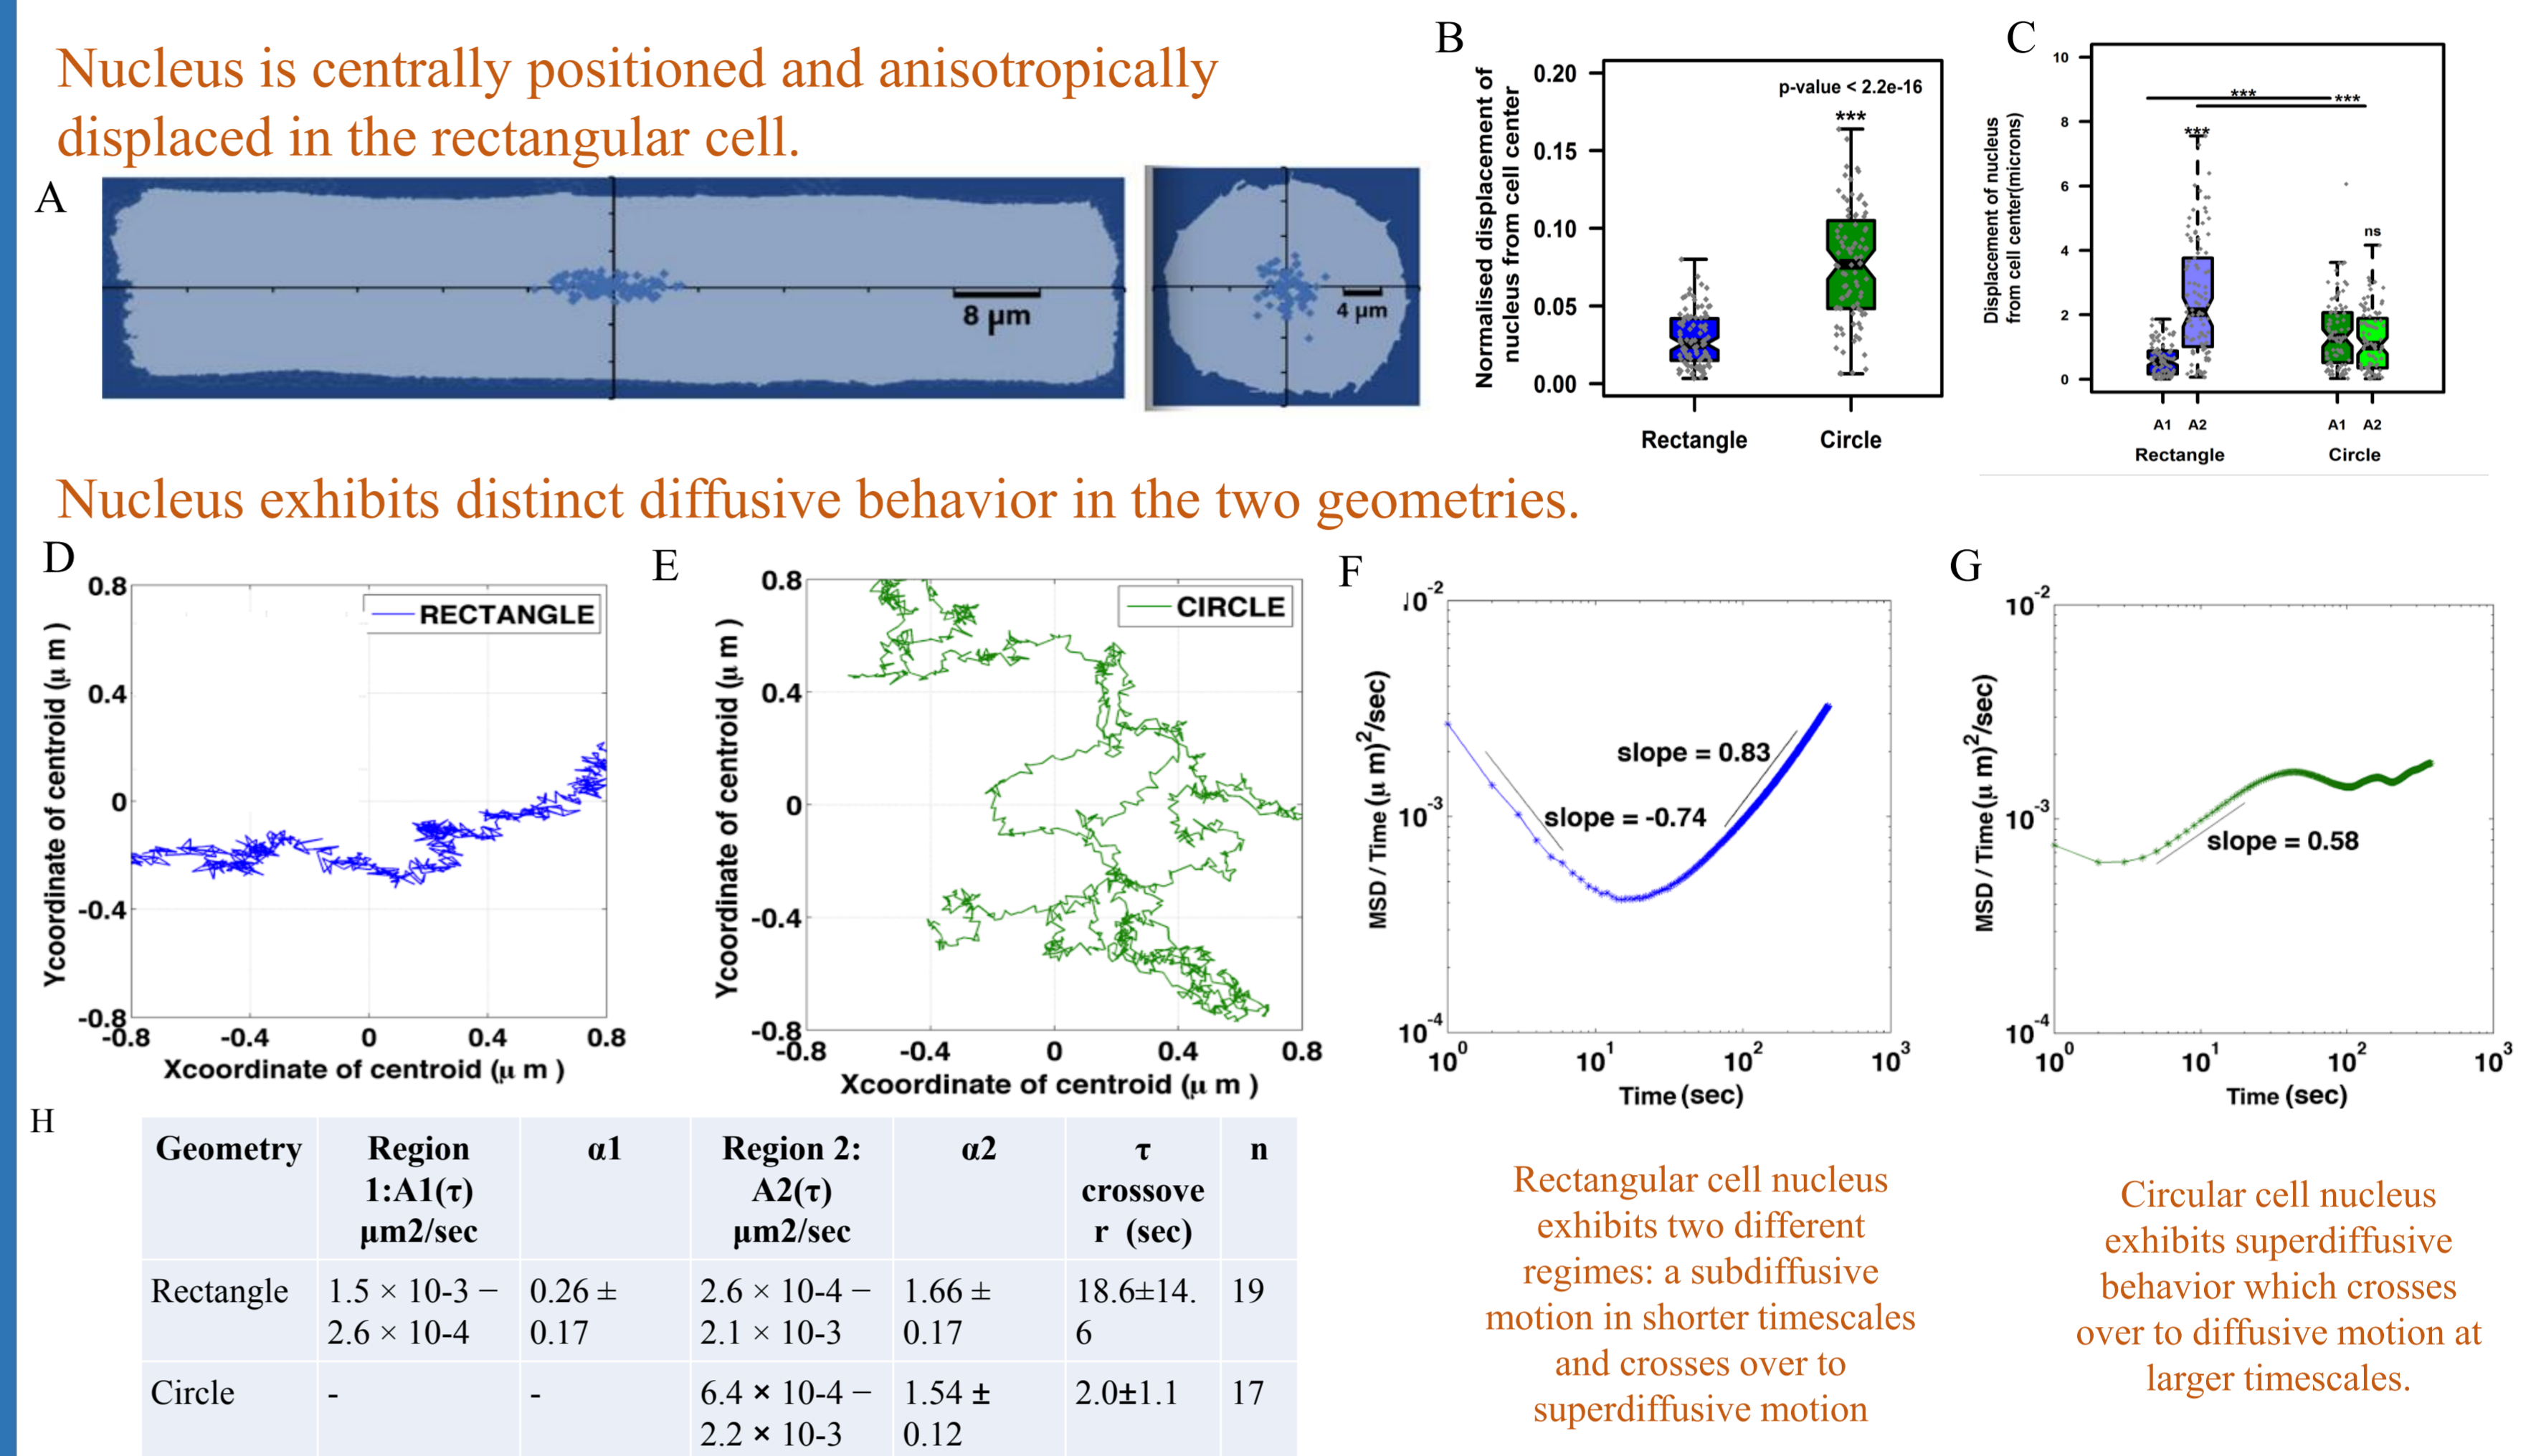 Nucleus is centrally positioned and anisotropically
displaced in the rectangular cell.
A
8 µm
4 µm
B
Normalised displacement of
nucleus from cell center
0.20
0.15
0.10
0.05
0.00
p-value < 2.2e-16
***
Rectangle
Circle
C
Displacement of nucleus
from cell center(microns)
10
8
6
4
2
0
***
***
***
ns
A1
A2
A1
A2
Rectangle
Circle
Nucleus exhibits distinct diffusive behavior in the two geometries.
D
Ycoordinate of centroid (µ m )
0.8
0.4
0
-0.4
-0.8
RECTANGLE
-0.8
-0.4
0
0.4
0.8
Xcoordinate of centroid (µ m )
E
Ycoordinate of centroid (µ m )
0.8
0.4
0
-0.4
-0.8
CIRCLE
-0.8
-0.4
0
0.4
0.8
Xcoordinate of centroid (µ m )
F
MSD / Time (µ m)²/sec)
10⁻²
10⁻³
10⁻⁴
slope = 0.83
slope = -0.74
10⁰
10¹
10²
10³
Time (sec)
G
MSD / Time (µ m)²/sec)
10⁻²
10⁻³
10⁻⁴
slope = 0.58
10⁰
10¹
10²
10³
Time (sec)
H
Geometry
Region
1:A1(τ)
µm2/sec
α1
Region 2:
A2(τ)
µm2/sec
α2
τ
crossove
r (sec)
n
Rectangle
1.5 × 10-3 –
2.6 × 10-4
0.26 ±
0.17
2.6 × 10-4 –
2.1 × 10-3
1.66 ±
0.17
18.6±14.
6
19
Circle
-
-
6.4 × 10-4 –
2.2 × 10-3
1.54 ±
0.12
2.0±1.1
17
Rectangular cell nucleus
exhibits two different
regimes: a subdiffusive
motion in shorter timescales
and crosses over to
superdiffusive motion
Circular cell nucleus
exhibits superdiffusive
behavior which crosses
over to diffusive motion at
larger timescales.